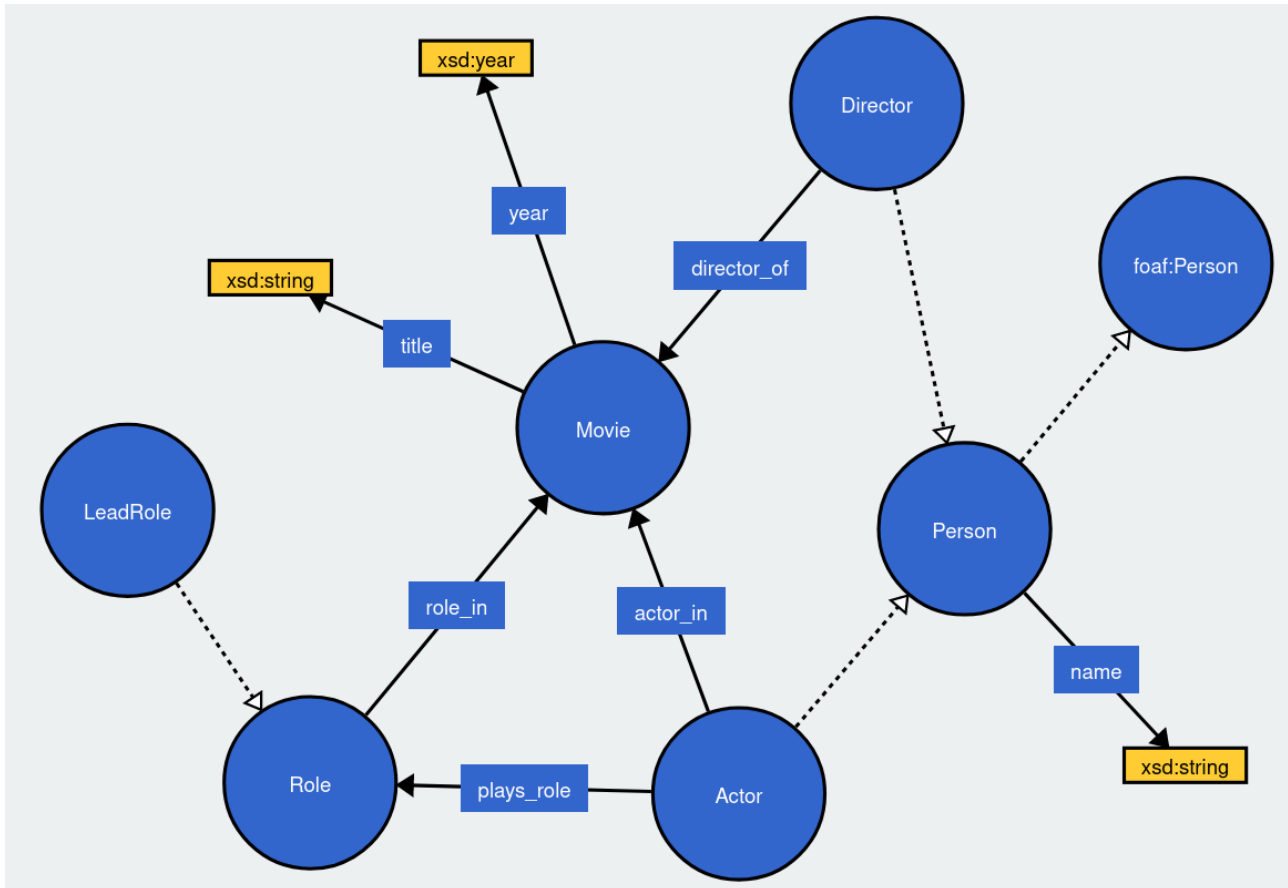 xsd:year
Director
year
director_of
foaf:Person
xsd:string
title
Movie
LeadRole
Person
role_in
actor_in
name
xsd:string
Role
plays_role
Actor